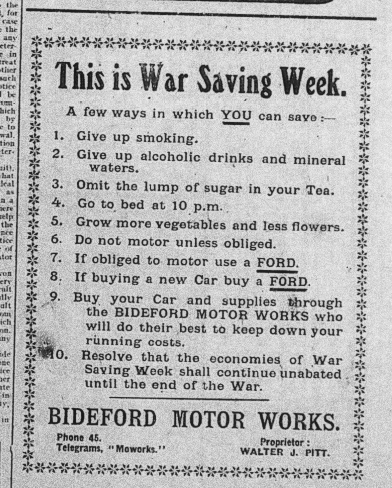 This is War Saving Week.
A few ways in which YOU can save :—
1. Give up smoking.
2. Give up alcoholic drinks and mineral
waters.
3. Omit the lump of sugar in your Tea.
4. Go to bed at 10 p.m.
5. Grow more vegetables and less flowers.
6. Do not motor unless obliged.
7. If obliged to motor use a FORD.
8. If buying a new Car buy a FORD.
9. Buy your Car and supplies through
the BIDEFORD MOTOR WORKS who
will do their best to keep down your
running costs.
10. Resolve that the economies of War
Saving Week shall continue unabated
until the end of the War.
BIDEFORD MOTOR WORKS.
Phone 45.
Telegrams, "Moworks."
Proprietor :
WALTER J. PITT.